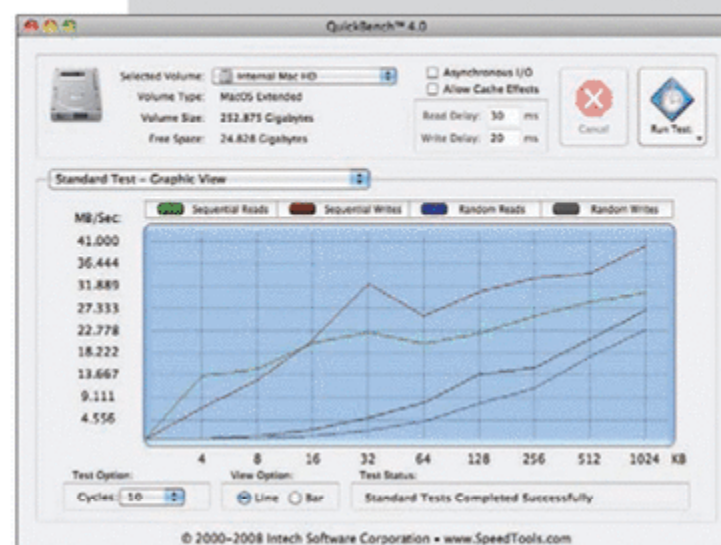 QuickBench™ 4.0
Selected Volume: Internal Mac HD
Volume Type: MacOS Extended
Volume Size: 252.875 Gigabytes
Free Space: 24.828 Gigabytes
Asynchronous I/O
Allow Cache Effects
Read Delay: 30 ms
Write Delay: 20 ms
Cancel
Run Test
Standard Test - Graphic View
MB/Sec:
Sequential Reads Sequential Writes Random Reads Random Writes
41.000
36.444
31.889
27.333
22.778
18.222
13.667
9.111
4.556
4 8 16 32 64 128 256 512 1024 KB
Test Option: View Option: Test Status:
Cycles: 10 Line Bar Standard Tests Completed Successfully
© 2000-2008 Intech Software Corporation • www.SpeedTools.com